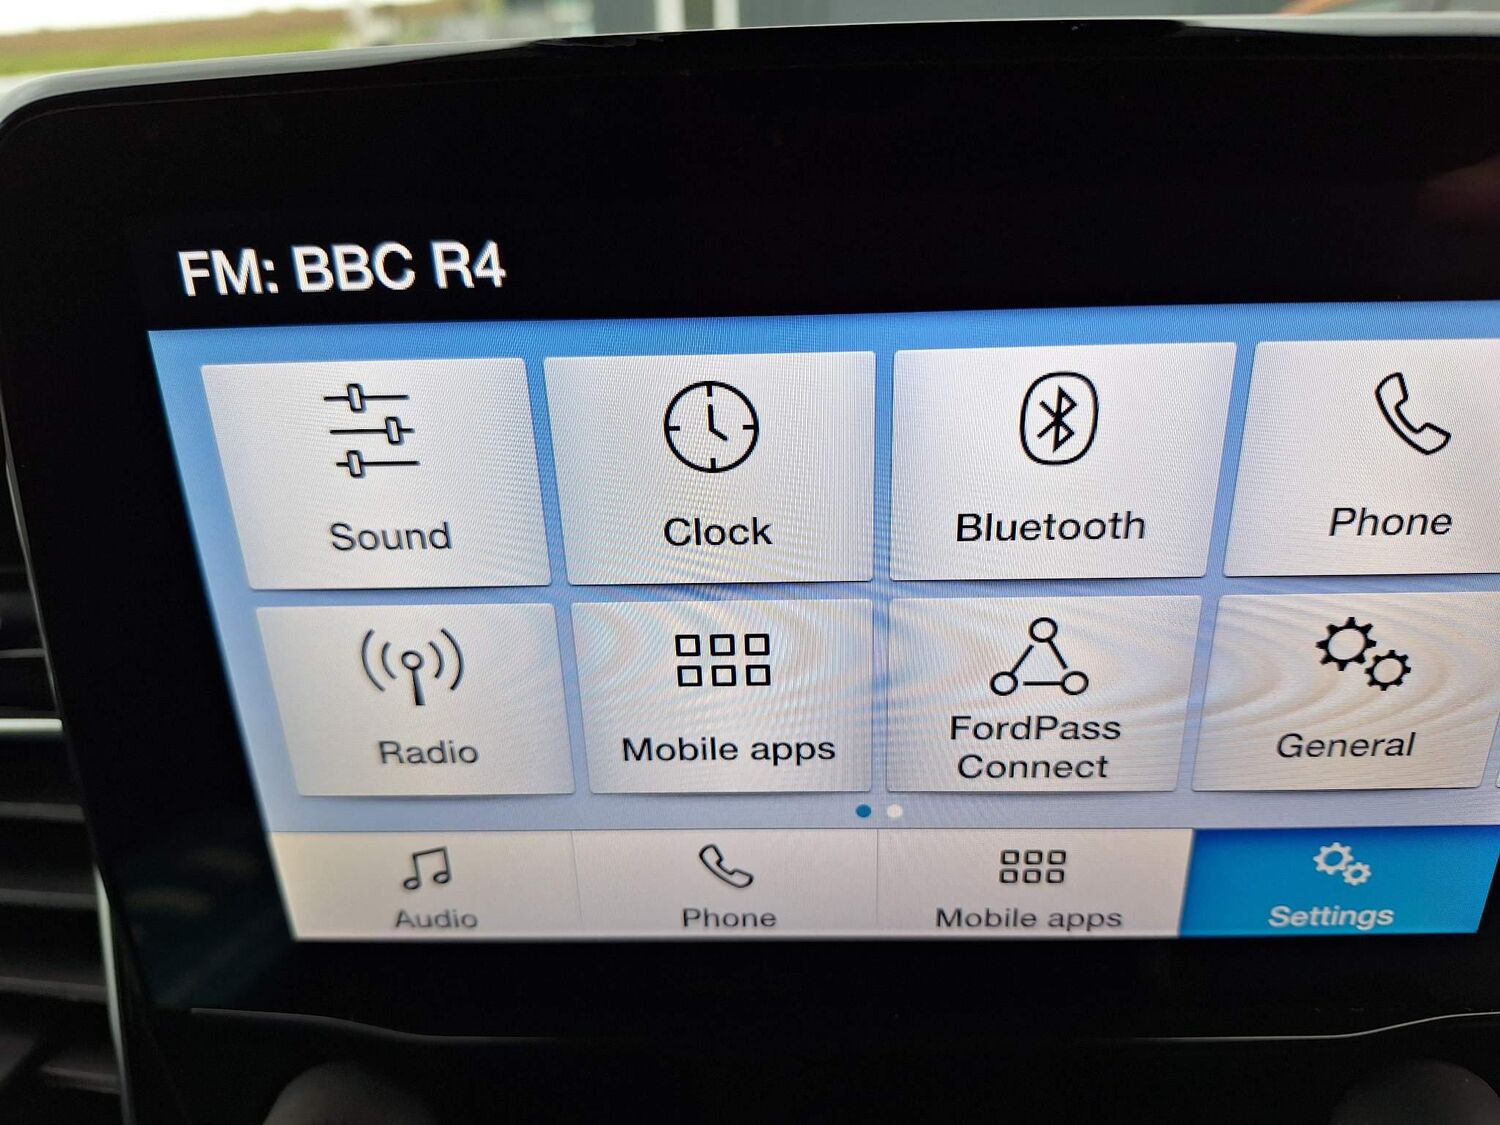 FM: BBC R4
Sound
Clock
Bluetooth
Phone
Radio
Mobile apps
FordPass
Connect
General
Audio
Phone
Mobile apps
Settings